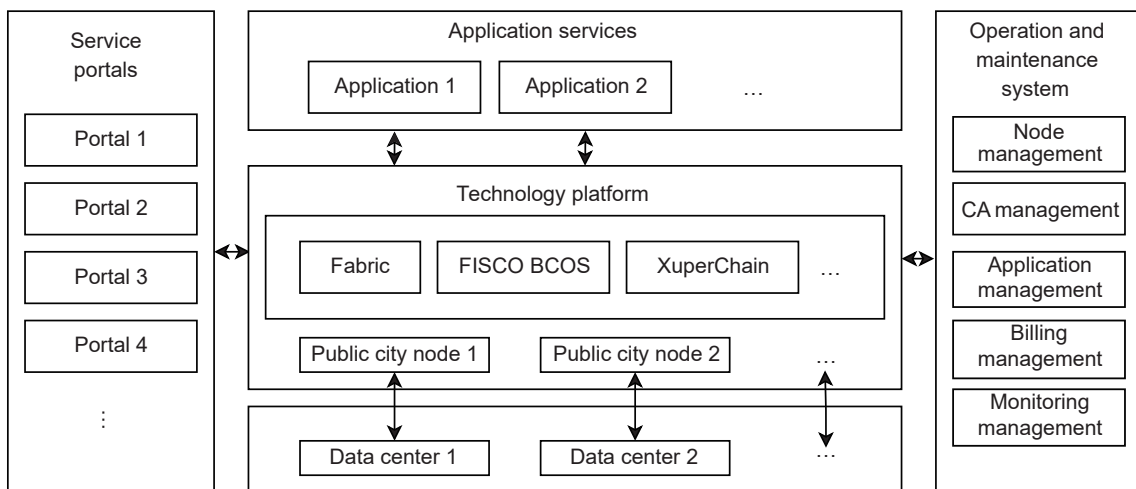 Service
portals
Portal 1
Portal 2
Portal 3
Portal 4
⋮
Application services
Application 1
Application 2
…
Technology platform
Fabric
FISCO BCOS
XuperChain
…
Public city node 1
Public city node 2
…
Data center 1
Data center 2
…
Operation and
maintenance
system
Node
management
CA management
Application
management
Billing
management
Monitoring
management